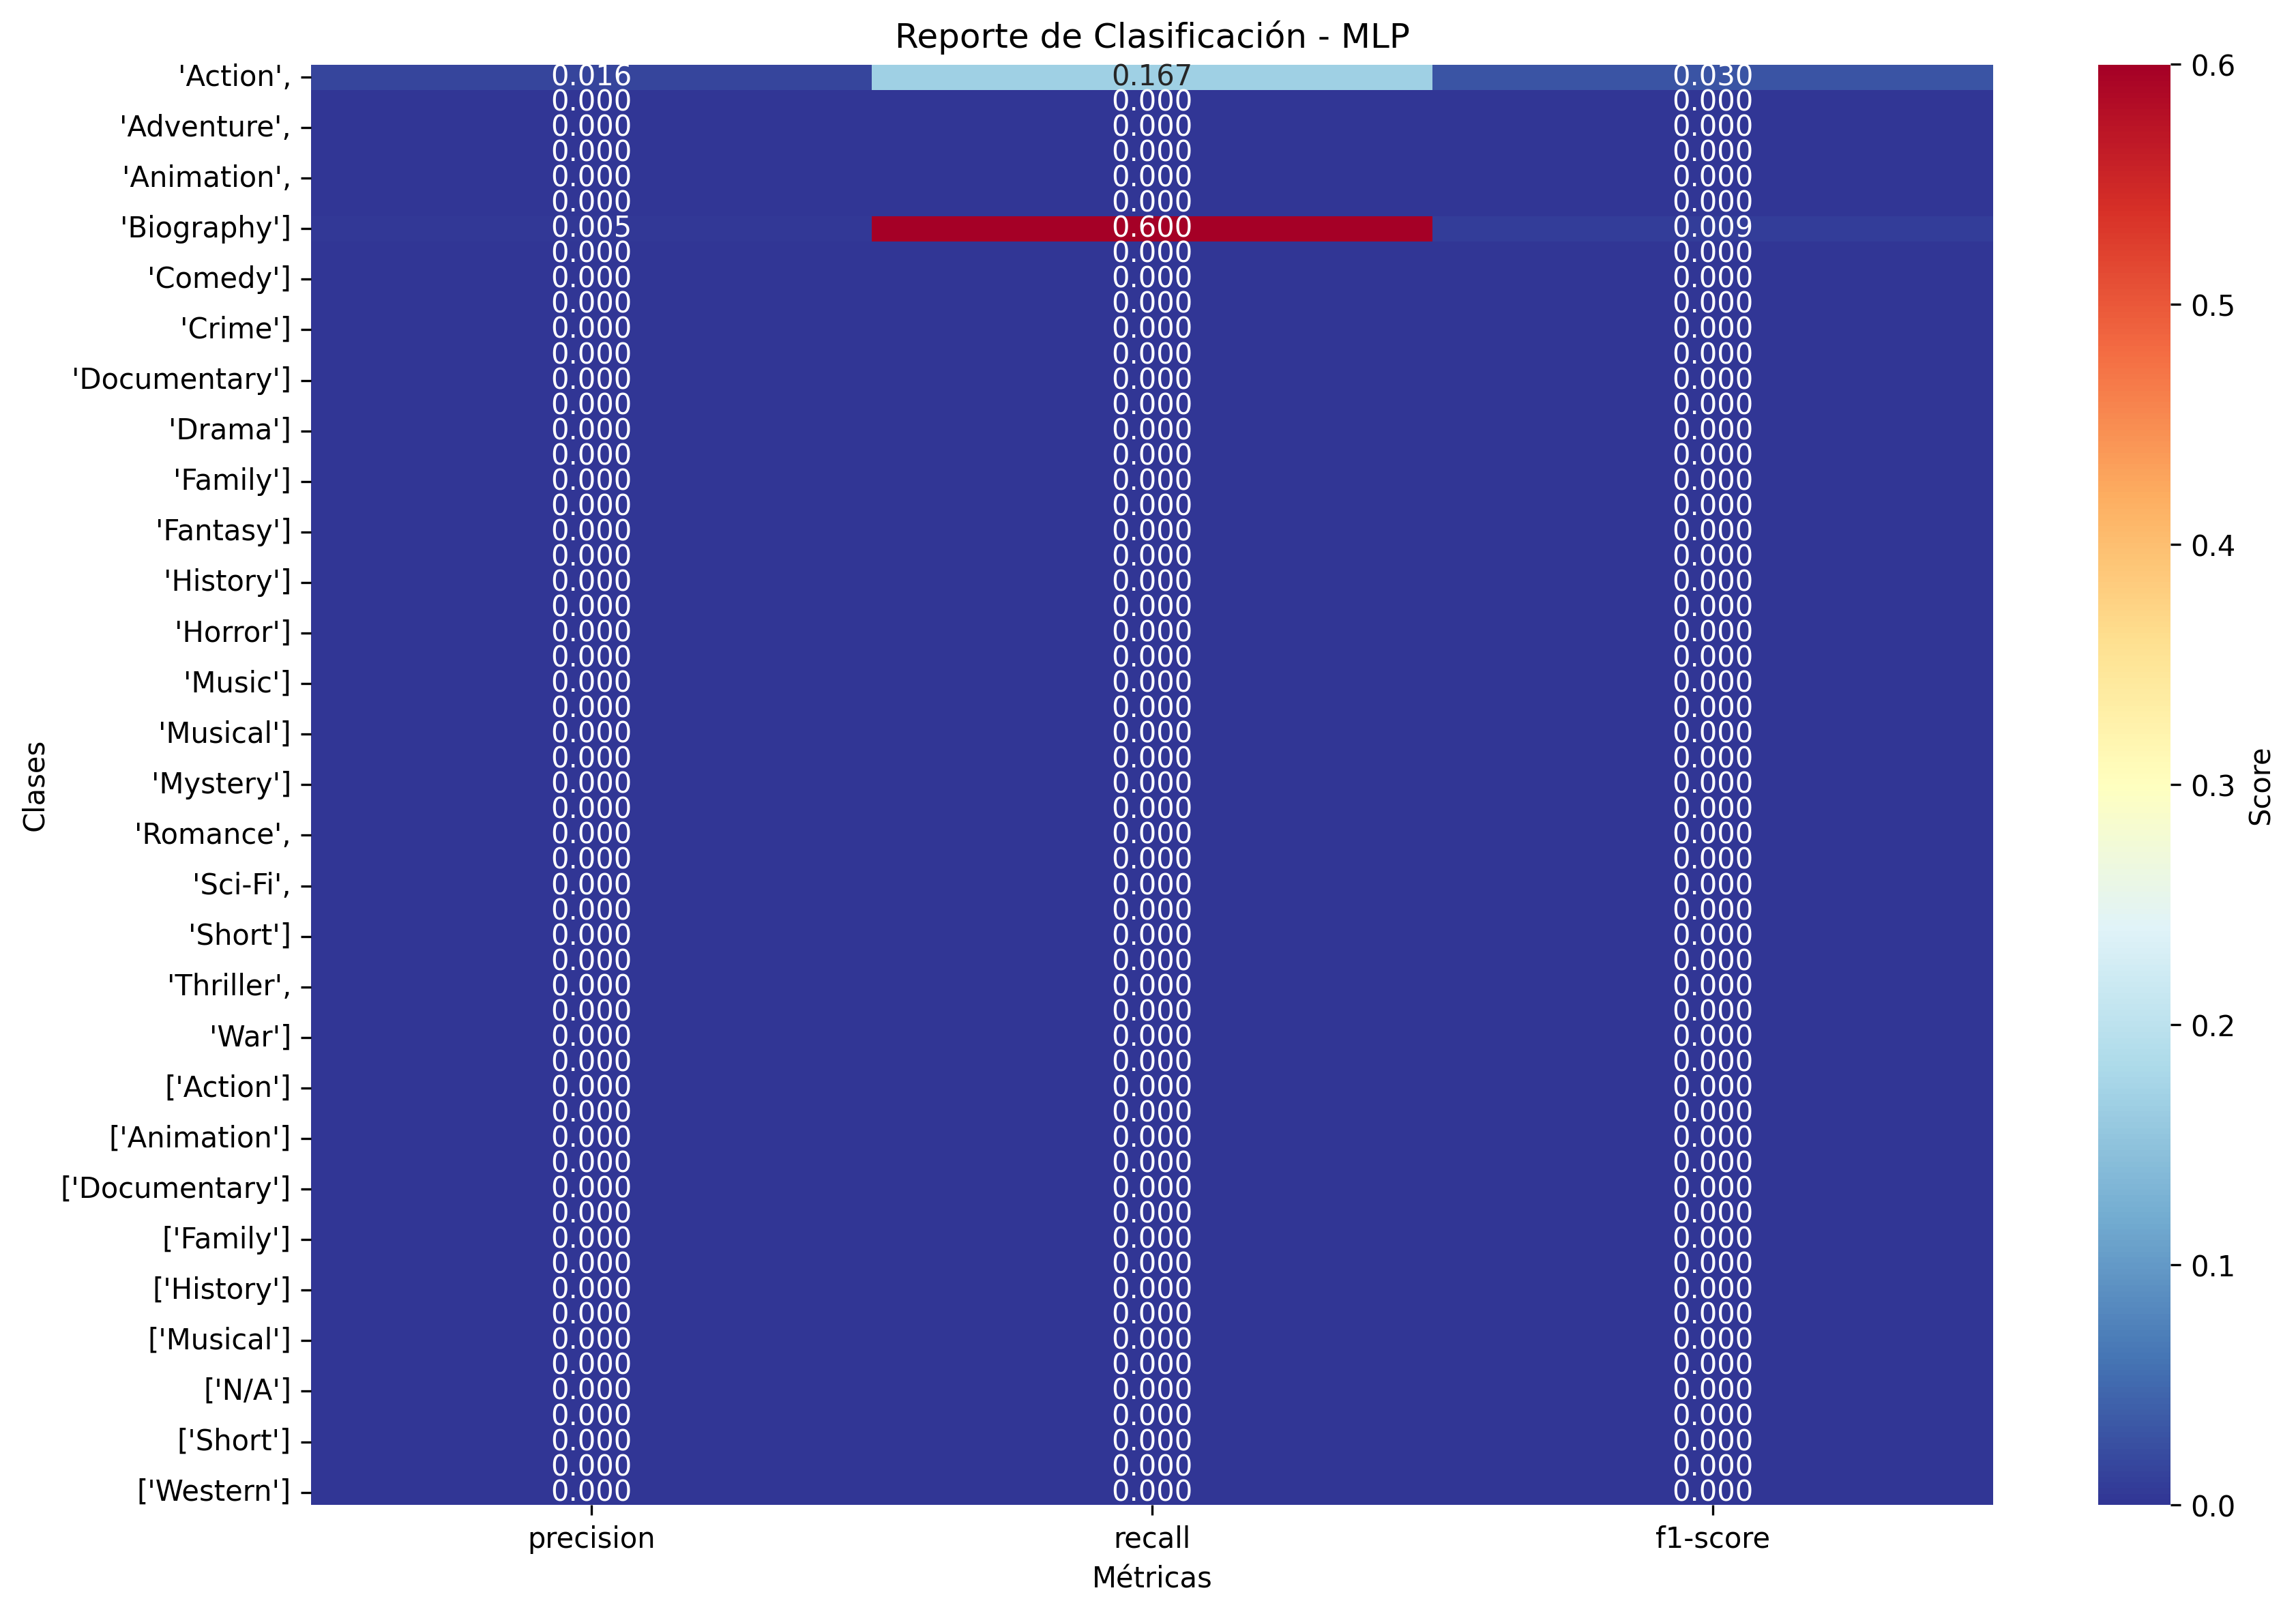 Reporte de Clasificación - MLP
'Action', 0.016 0.167 0.030
0.000 0.000 0.000
'Adventure', 0.000 0.000 0.000
0.000 0.000 0.000
'Animation', 0.000 0.000 0.000
0.000 0.000 0.000
'Biography'] 0.005 0.600 0.009
0.000 0.000 0.000
'Comedy'] 0.000 0.000 0.000
0.000 0.000 0.000
'Crime'] 0.000 0.000 0.000
0.000 0.000 0.000
'Documentary'] 0.000 0.000 0.000
0.000 0.000 0.000
'Drama'] 0.000 0.000 0.000
0.000 0.000 0.000
'Family'] 0.000 0.000 0.000
0.000 0.000 0.000
'Fantasy'] 0.000 0.000 0.000
0.000 0.000 0.000
'History'] 0.000 0.000 0.000
0.000 0.000 0.000
'Horror'] 0.000 0.000 0.000
0.000 0.000 0.000
'Music'] 0.000 0.000 0.000
0.000 0.000 0.000
'Musical'] 0.000 0.000 0.000
0.000 0.000 0.000
'Mystery'] 0.000 0.000 0.000
0.000 0.000 0.000
'Romance', 0.000 0.000 0.000
0.000 0.000 0.000
'Sci-Fi', 0.000 0.000 0.000
0.000 0.000 0.000
'Short'] 0.000 0.000 0.000
0.000 0.000 0.000
'Thriller', 0.000 0.000 0.000
0.000 0.000 0.000
'War'] 0.000 0.000 0.000
0.000 0.000 0.000
['Action'] 0.000 0.000 0.000
0.000 0.000 0.000
['Animation'] 0.000 0.000 0.000
0.000 0.000 0.000
['Documentary'] 0.000 0.000 0.000
0.000 0.000 0.000
['Family'] 0.000 0.000 0.000
0.000 0.000 0.000
['History'] 0.000 0.000 0.000
0.000 0.000 0.000
['Musical'] 0.000 0.000 0.000
0.000 0.000 0.000
['N/A'] 0.000 0.000 0.000
0.000 0.000 0.000
['Short'] 0.000 0.000 0.000
0.000 0.000 0.000
['Western'] 0.000 0.000 0.000
precision recall f1-score
Métricas
Clases
0.6
0.5
0.4
0.3
0.2
0.1
0.0
Score